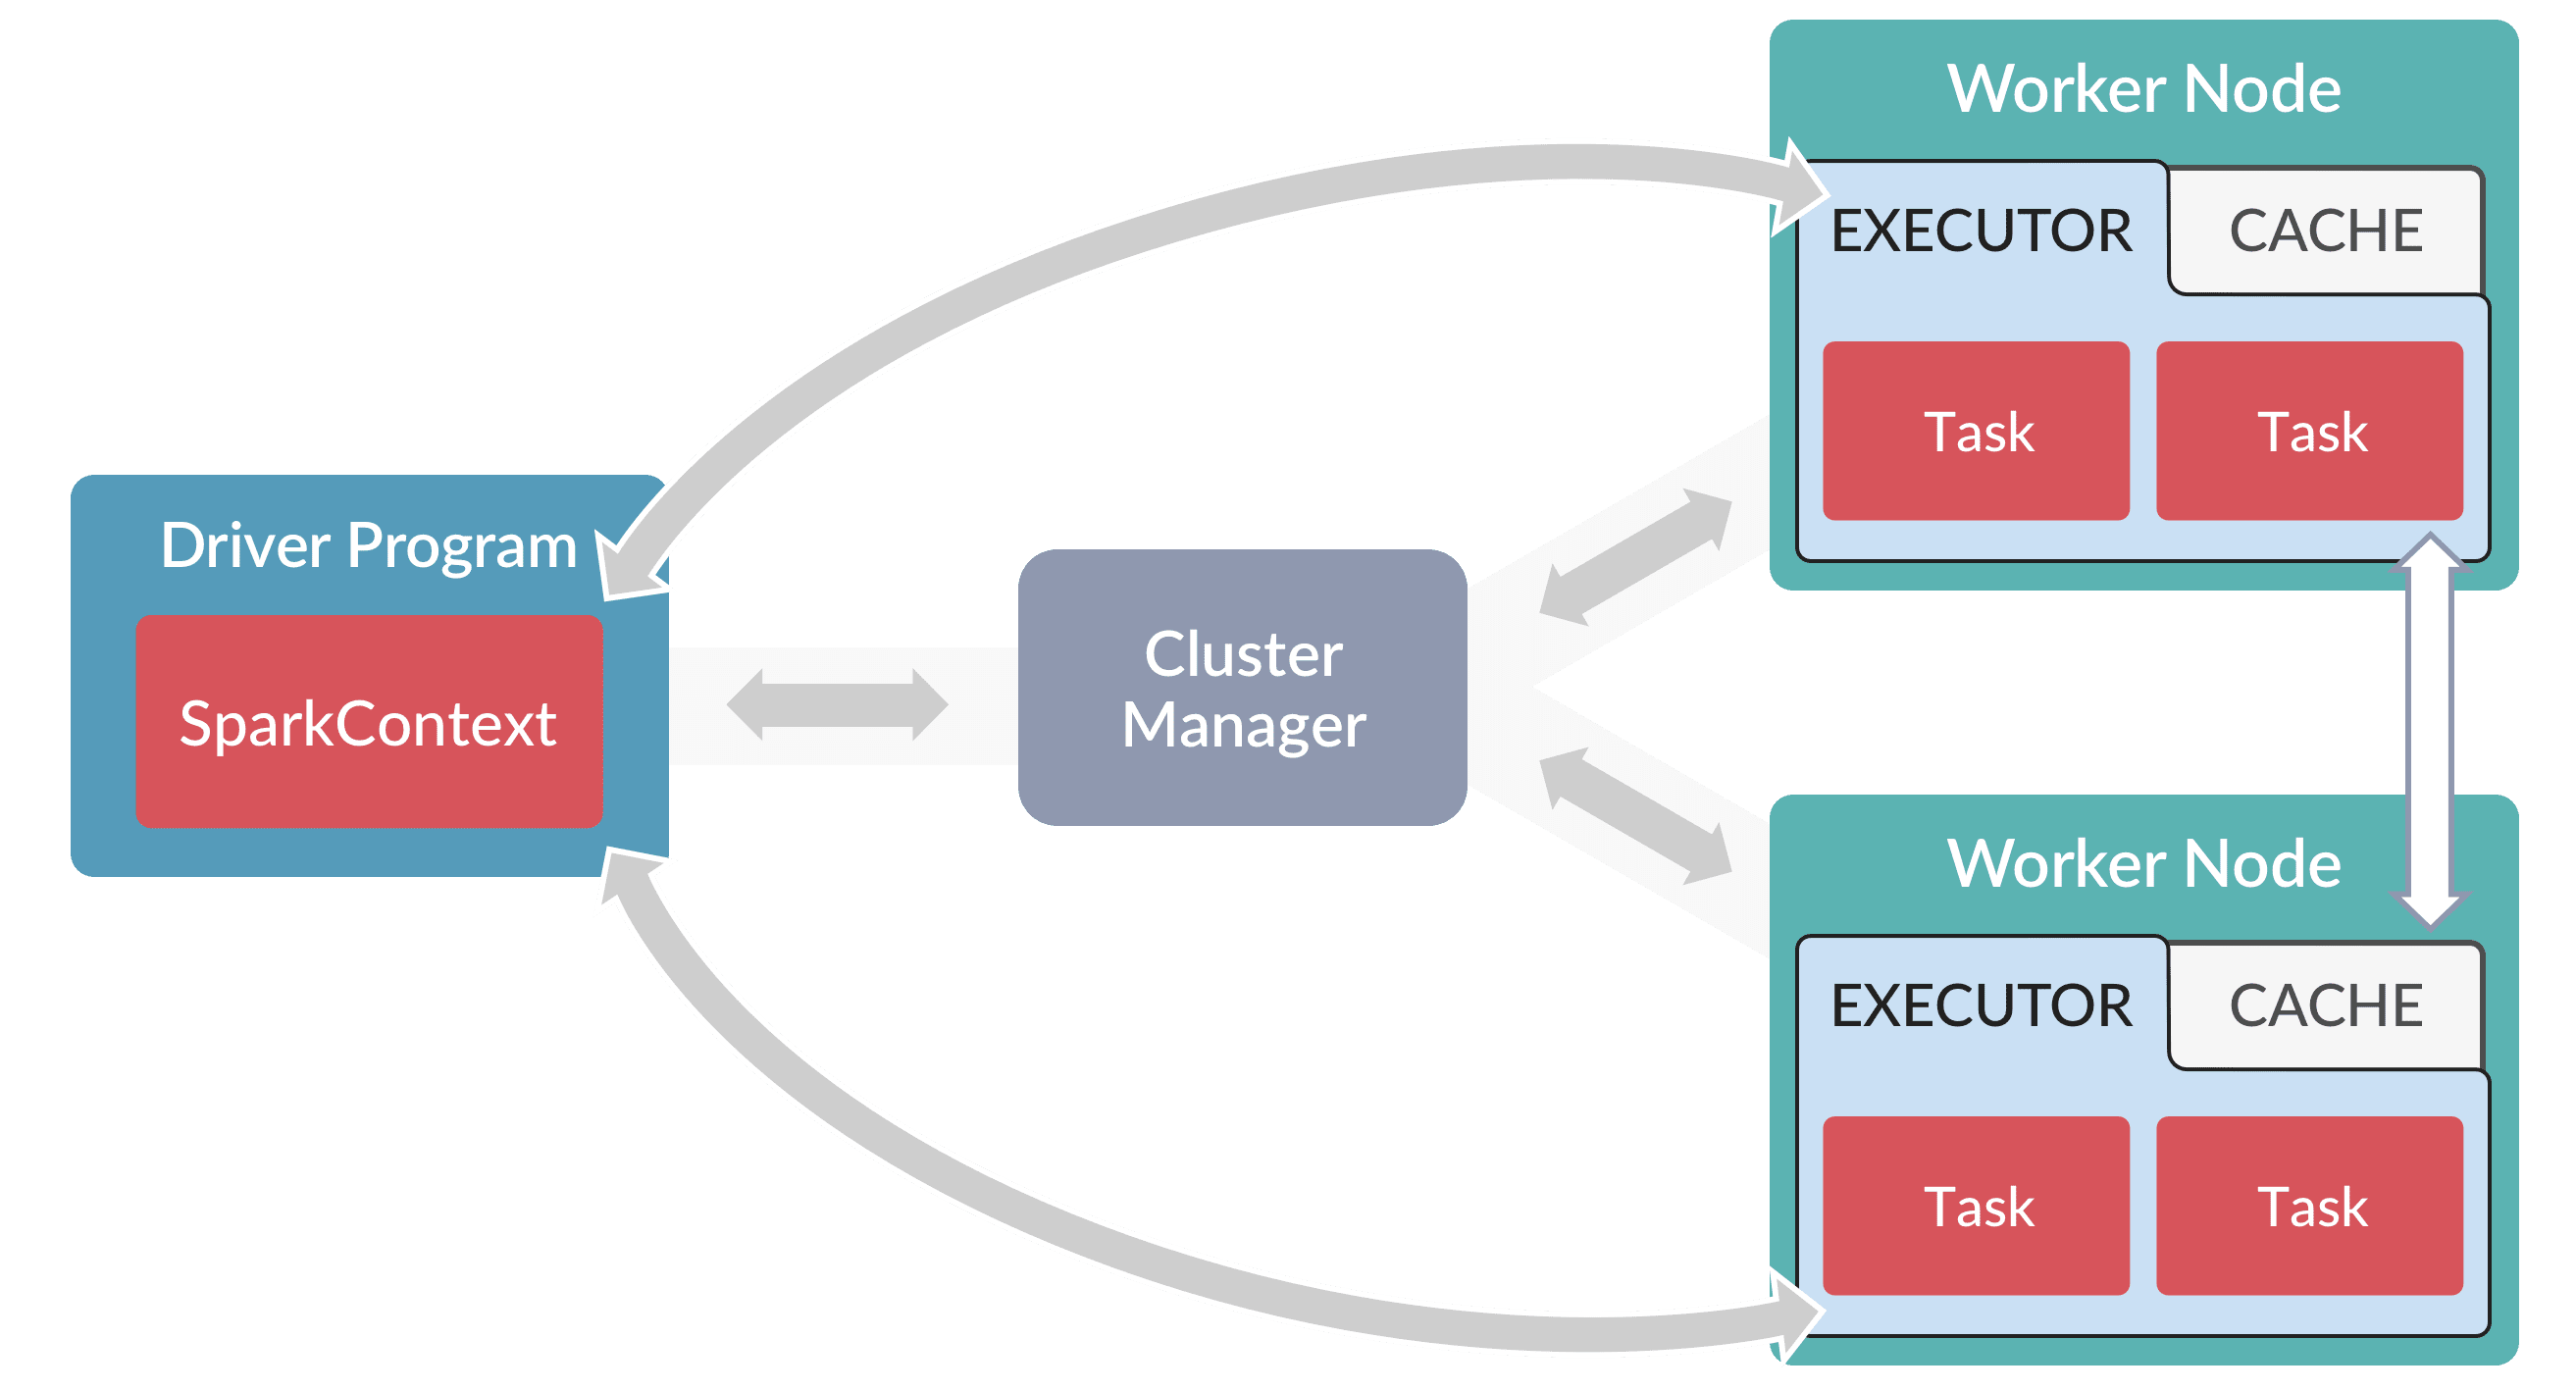 Worker Node
EXECUTOR
CACHE
Task
Task
Driver Program
SparkContext
Cluster
Manager
Worker Node
EXECUTOR
CACHE
Task
Task